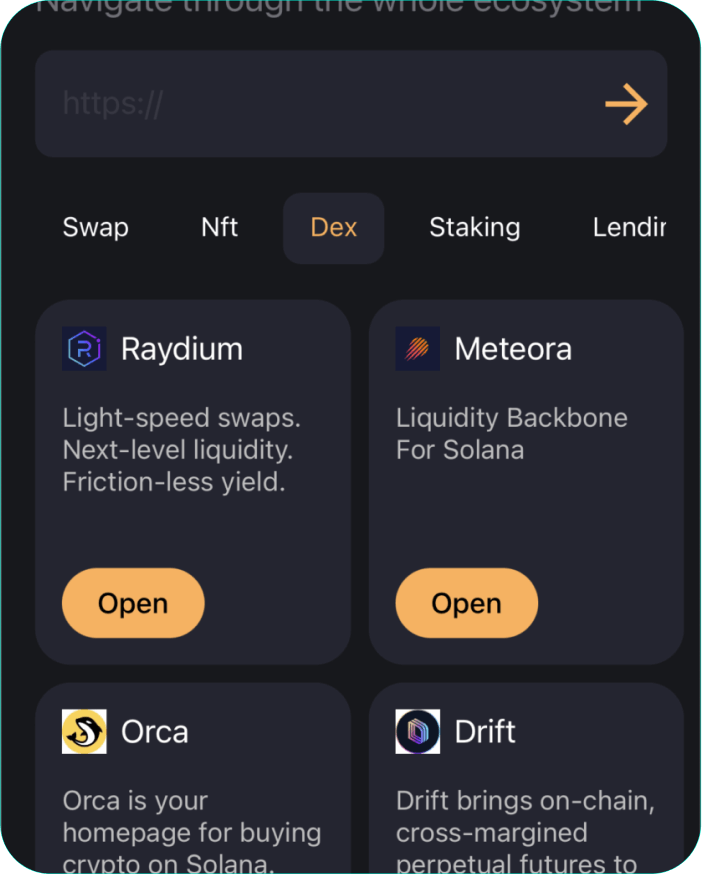 Navigate through the whole ecosystem
https://
Swap
Nft
Dex
Staking
Lendin
Raydium
Light-speed swaps.
Next-level liquidity.
Friction-less yield.
Open
Meteora
Liquidity Backbone
For Solana
Open
Orca
Orca is your
homepage for buying
crypto on Solana.
Drift
Drift brings on-chain,
cross-margined
perpetual futures to